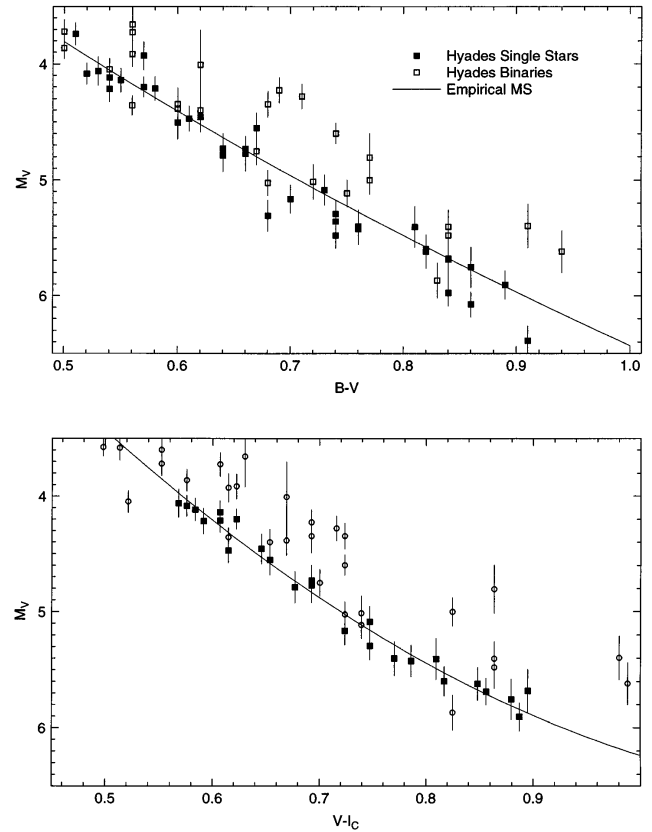 4
5
6
M_V
Hyades Single Stars
Hyades Binaries
Empirical MS
0.5 0.6 0.7 0.8 0.9 1.0
B-V
4
5
6
M_V
0.5 0.6 0.7 0.8 0.9
V-I_C